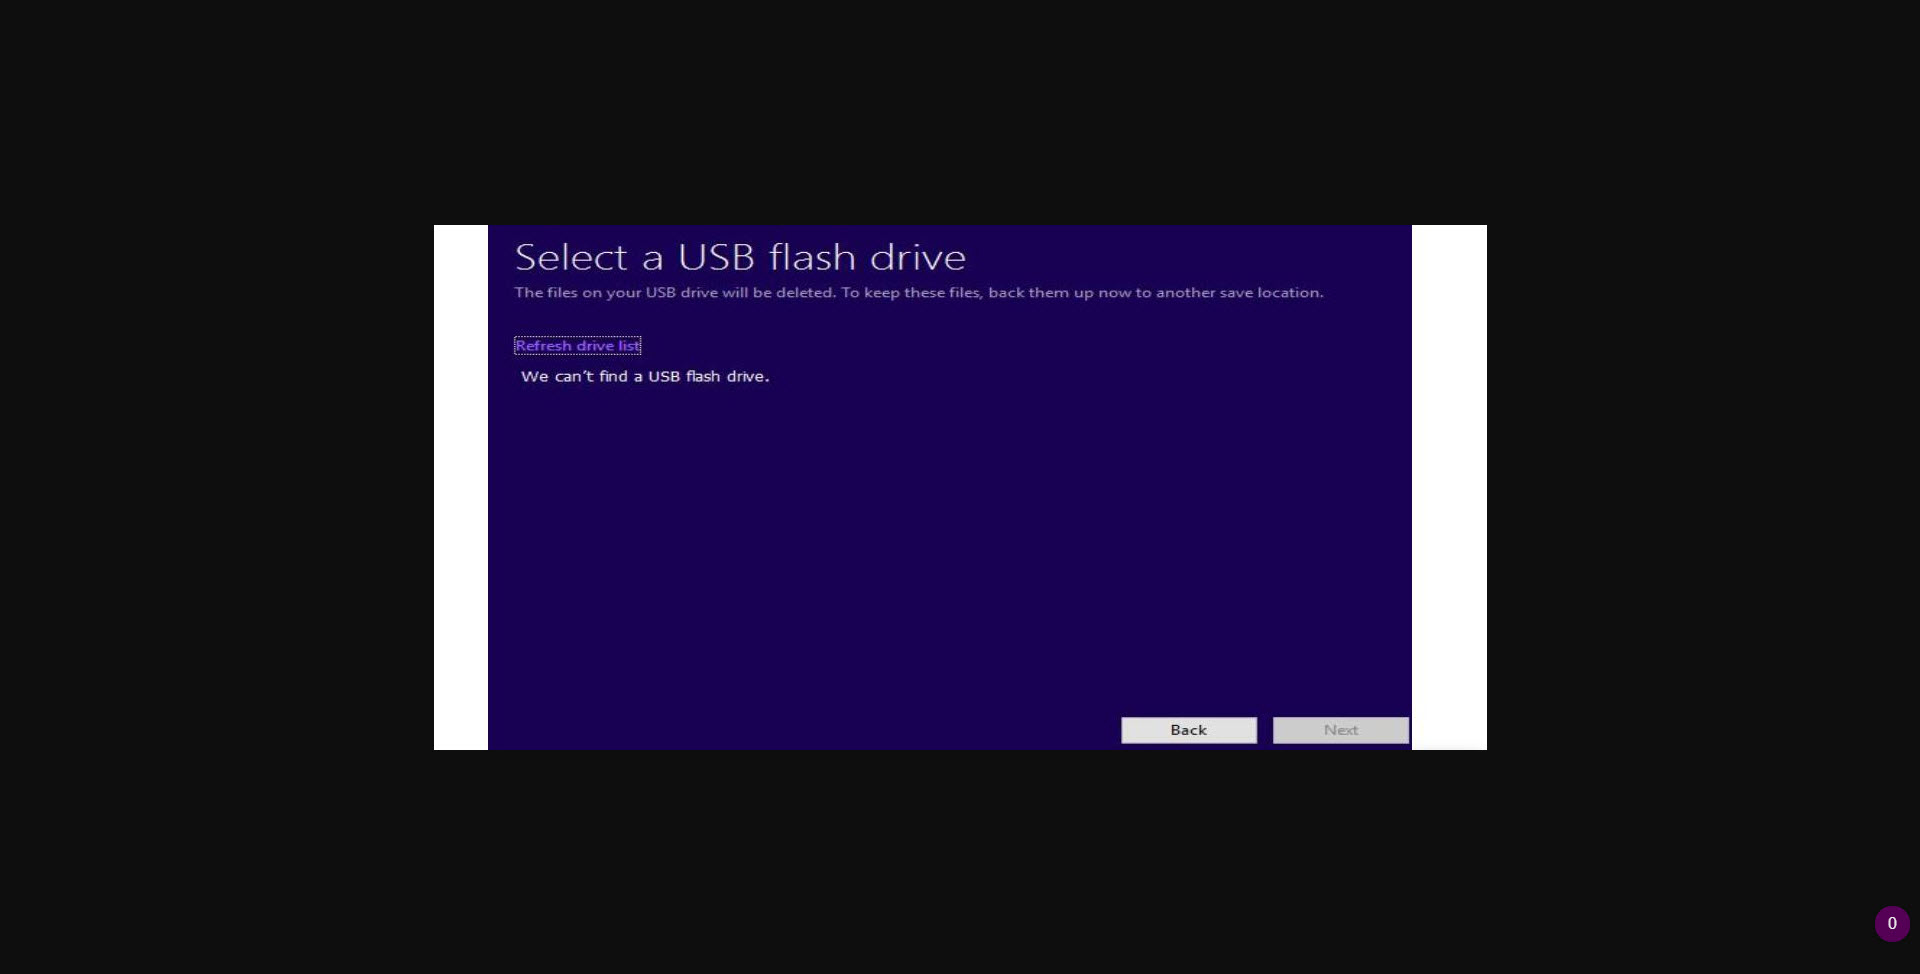 Select a USB flash drive
The files on your USB drive will be deleted. To keep these files, back them up now to another save location.
Refresh drive list
We can't find a USB flash drive.
Back Next
0